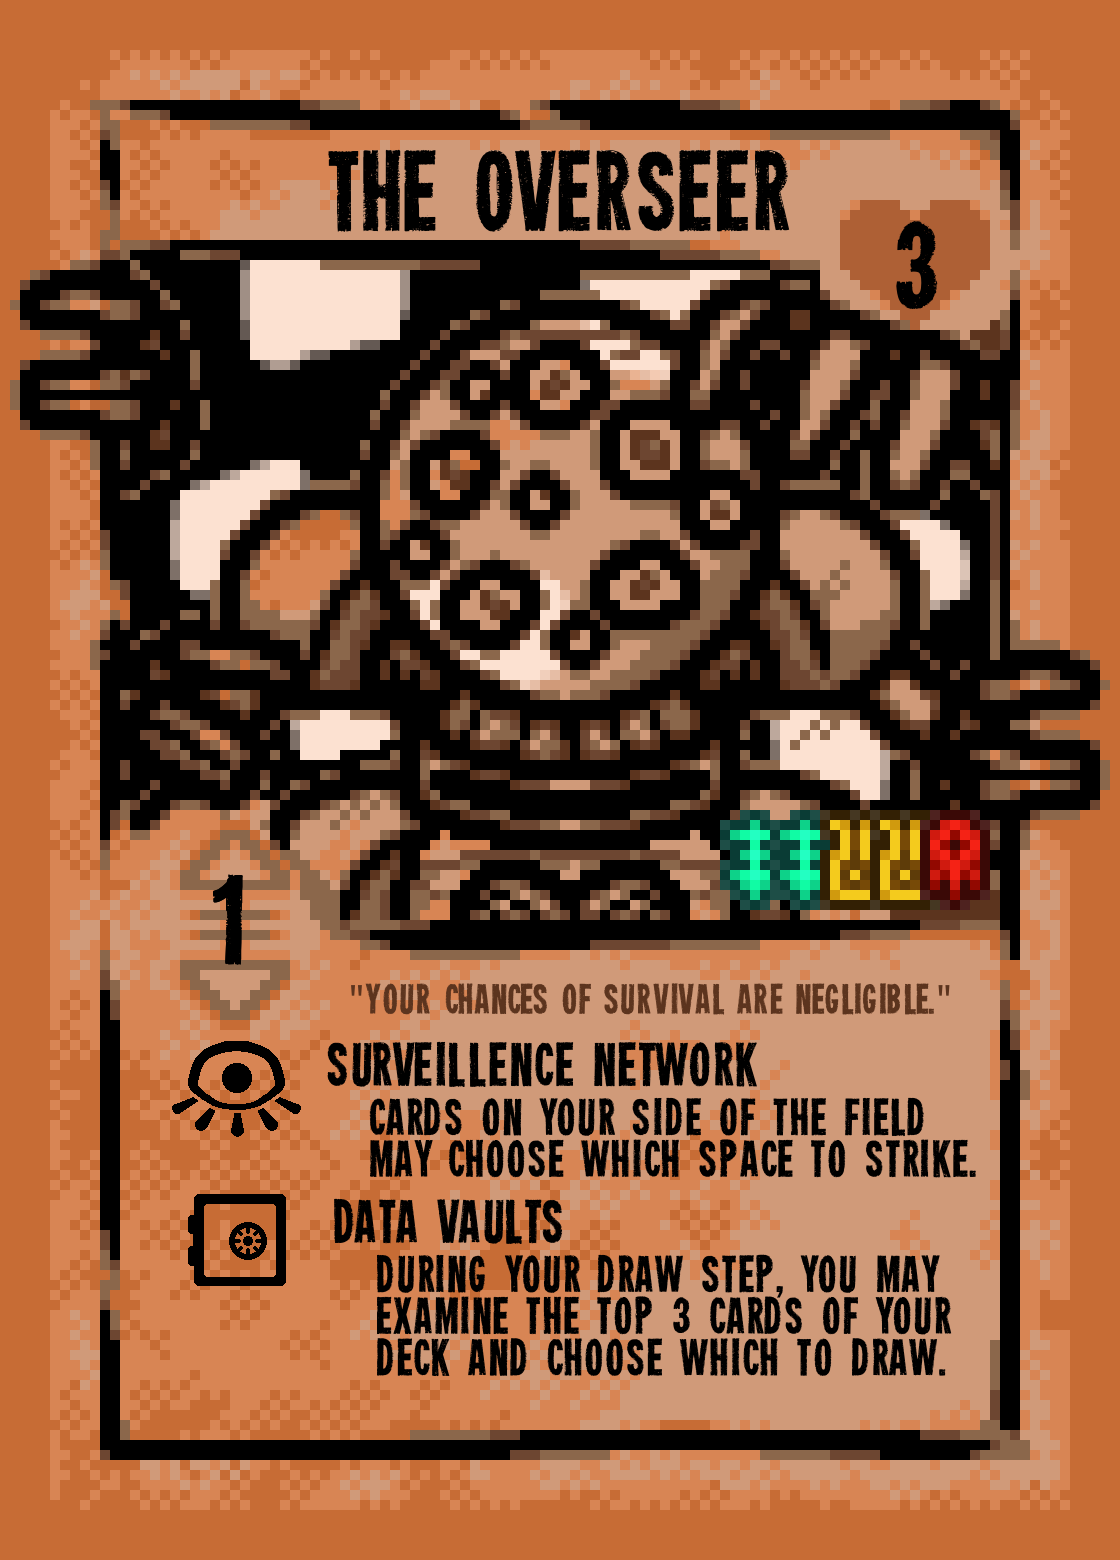 THE OVERSEER
3
1
"YOUR CHANCES OF SURVIVAL ARE NEGLIGIBLE."
SURVEILLENCE NETWORK
CARDS ON YOUR SIDE OF THE FIELD
MAY CHOOSE WHICH SPACE TO STRIKE.
DATA VAULTS
DURING YOUR DRAW STEP, YOU MAY
EXAMINE THE TOP 3 CARDS OF YOUR
DECK AND CHOOSE WHICH TO DRAW.